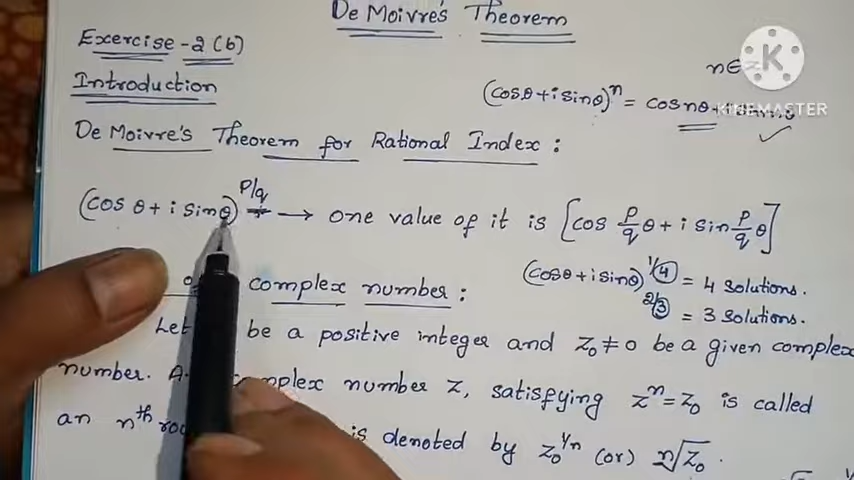 De Moivre's Theorem
Exercise - 2(b)
Introduction
n∈
(cosθ+isinθ)ⁿ = cosnθ+
KINEMASTER
De Moivre's Theorem for Rational Index :
(cos θ + i sinθ)^p/q → one value of it is [cos p/q θ + i sin p/q θ]
complex number :
(cosθ+isinθ)^1/4 = 4 solutions.
2/3 = 3 solutions.
Let be a positive integer and z₀≠0 be a given complex
number. complex number z, satisfying zⁿ=z₀ is called
an nth is denoted by z₀^1/n (or) ⁿ√z₀ .